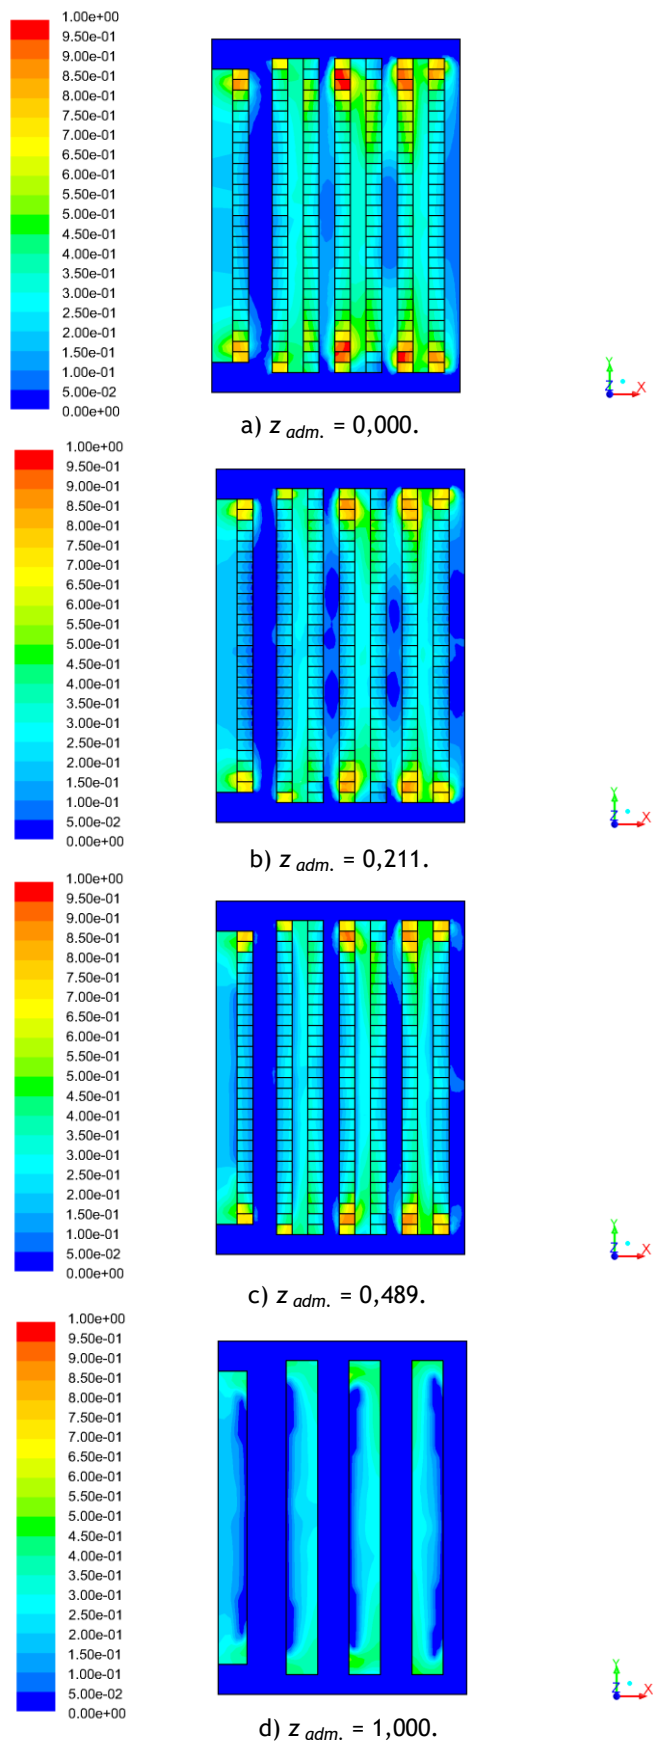 1.00e+00
9.50e-01
9.00e-01
8.50e-01
8.00e-01
7.50e-01
7.00e-01
6.50e-01
6.00e-01
5.50e-01
5.00e-01
4.50e-01
4.00e-01
3.50e-01
3.00e-01
2.50e-01
2.00e-01
1.50e-01
1.00e-01
5.00e-02
0.00e+00
Y
Z X
a) z adm. = 0,000.
1.00e+00
9.50e-01
9.00e-01
8.50e-01
8.00e-01
7.50e-01
7.00e-01
6.50e-01
6.00e-01
5.50e-01
5.00e-01
4.50e-01
4.00e-01
3.50e-01
3.00e-01
2.50e-01
2.00e-01
1.50e-01
1.00e-01
5.00e-02
0.00e+00
Y
Z X
b) z adm. = 0,211.
1.00e+00
9.50e-01
9.00e-01
8.50e-01
8.00e-01
7.50e-01
7.00e-01
6.50e-01
6.00e-01
5.50e-01
5.00e-01
4.50e-01
4.00e-01
3.50e-01
3.00e-01
2.50e-01
2.00e-01
1.50e-01
1.00e-01
5.00e-02
0.00e+00
Y
Z X
c) z adm. = 0,489.
1.00e+00
9.50e-01
9.00e-01
8.50e-01
8.00e-01
7.50e-01
7.00e-01
6.50e-01
6.00e-01
5.50e-01
5.00e-01
4.50e-01
4.00e-01
3.50e-01
3.00e-01
2.50e-01
2.00e-01
1.50e-01
1.00e-01
5.00e-02
0.00e+00
Y
Z X
d) z adm. = 1,000.